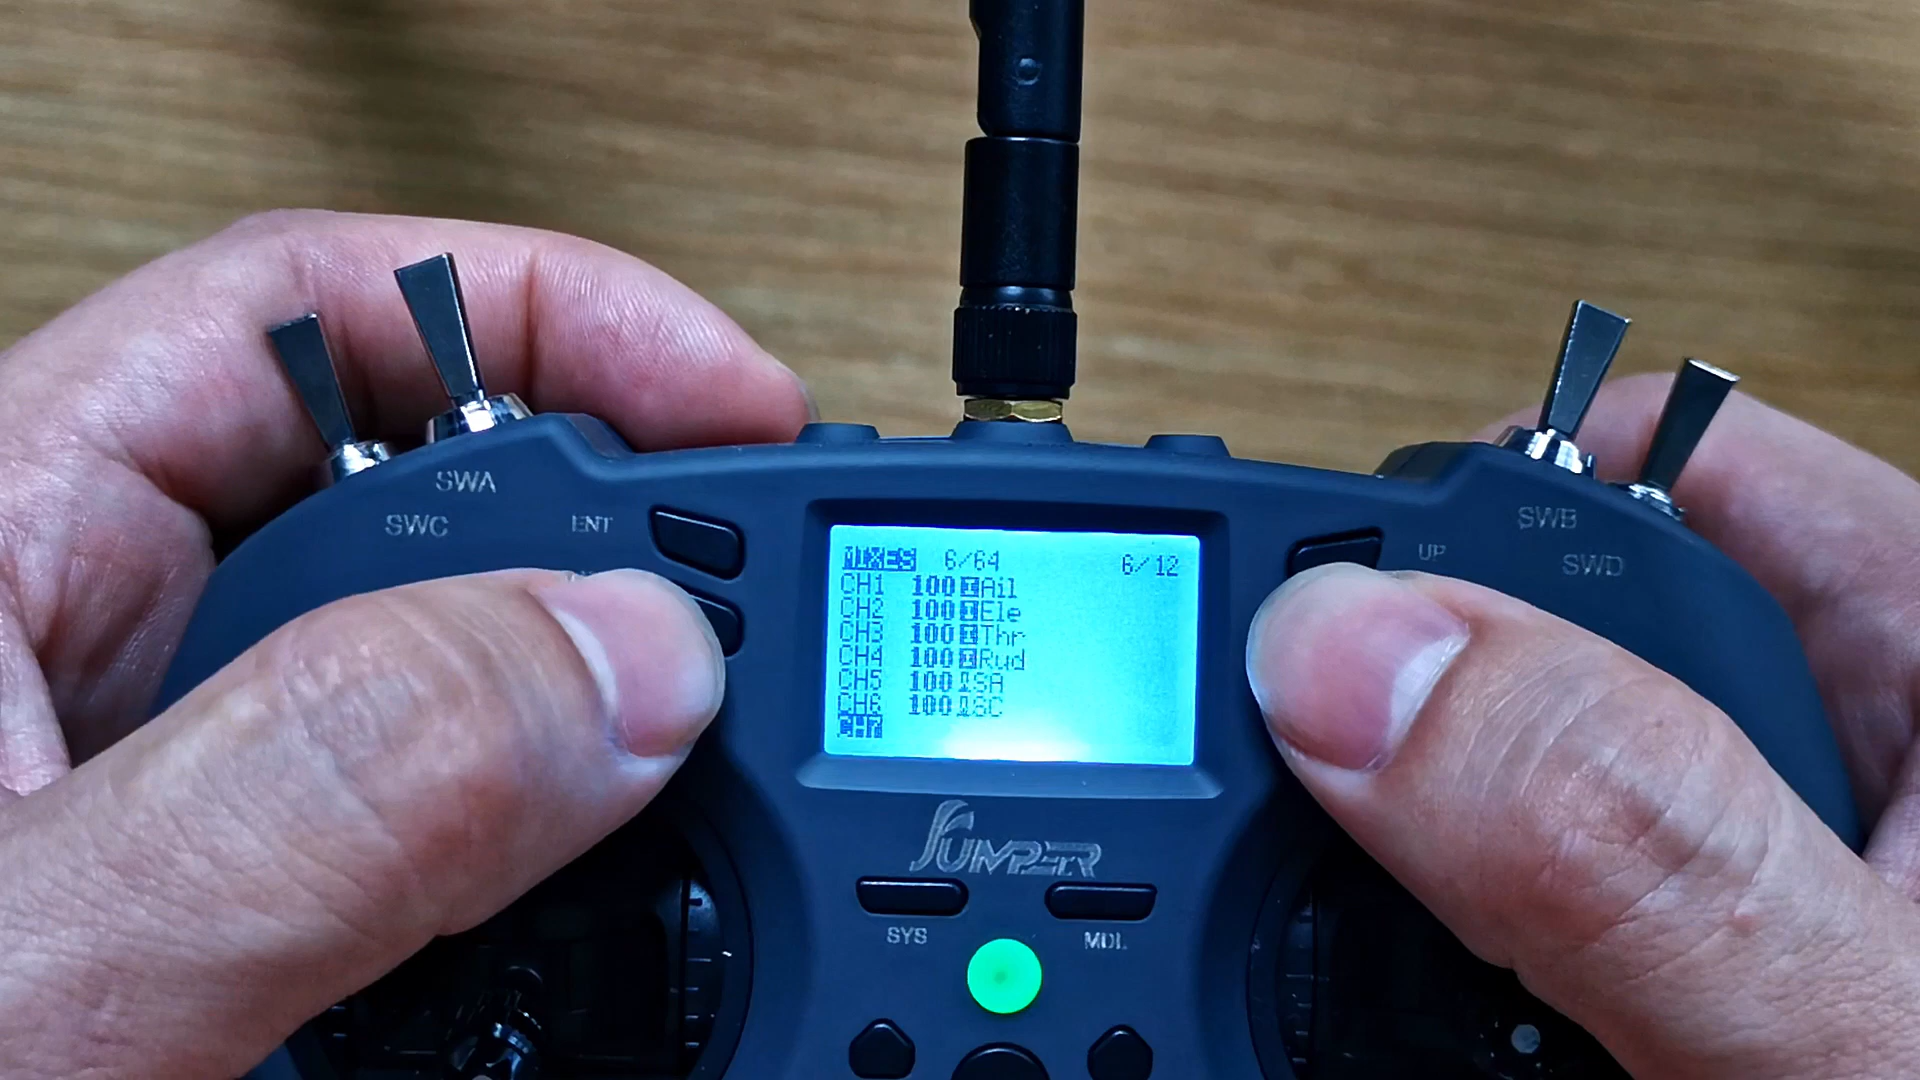 SWA
SWC
ENT
SWB
UP
SWD
MIXES 6/64 6/12
CH1 100 Ail
CH2 100 Ele
CH3 100 Thr
CH4 100 Rud
CH5 100 SA
CH6 100 SC
CH7
JUMPER
SYS
MDL